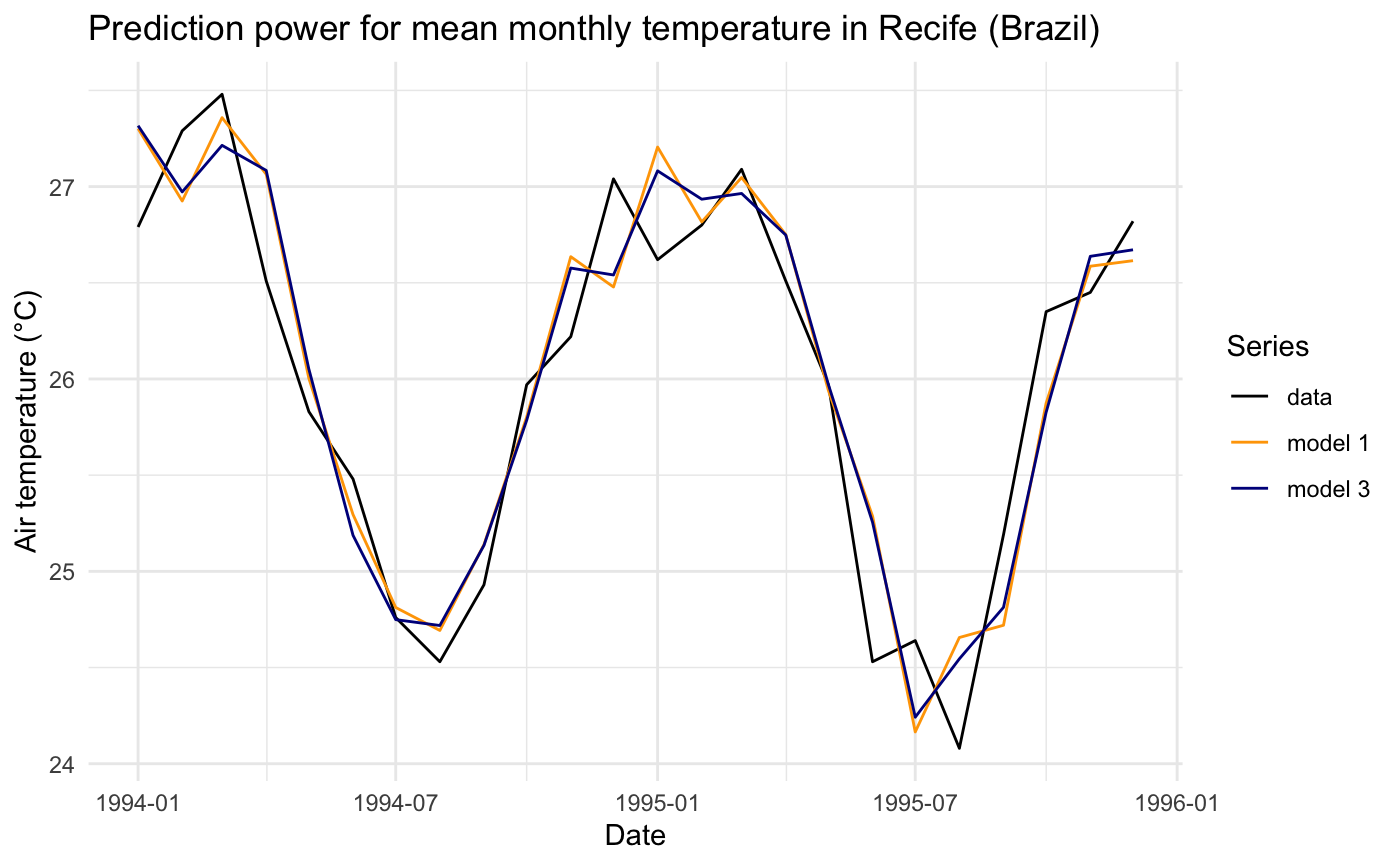 Prediction power for mean monthly temperature in Recife (Brazil)
Air temperature (°C)
27
26
25
24
1994-01
1994-07
1995-01
1995-07
1996-01
Date
Series
data
model 1
model 3